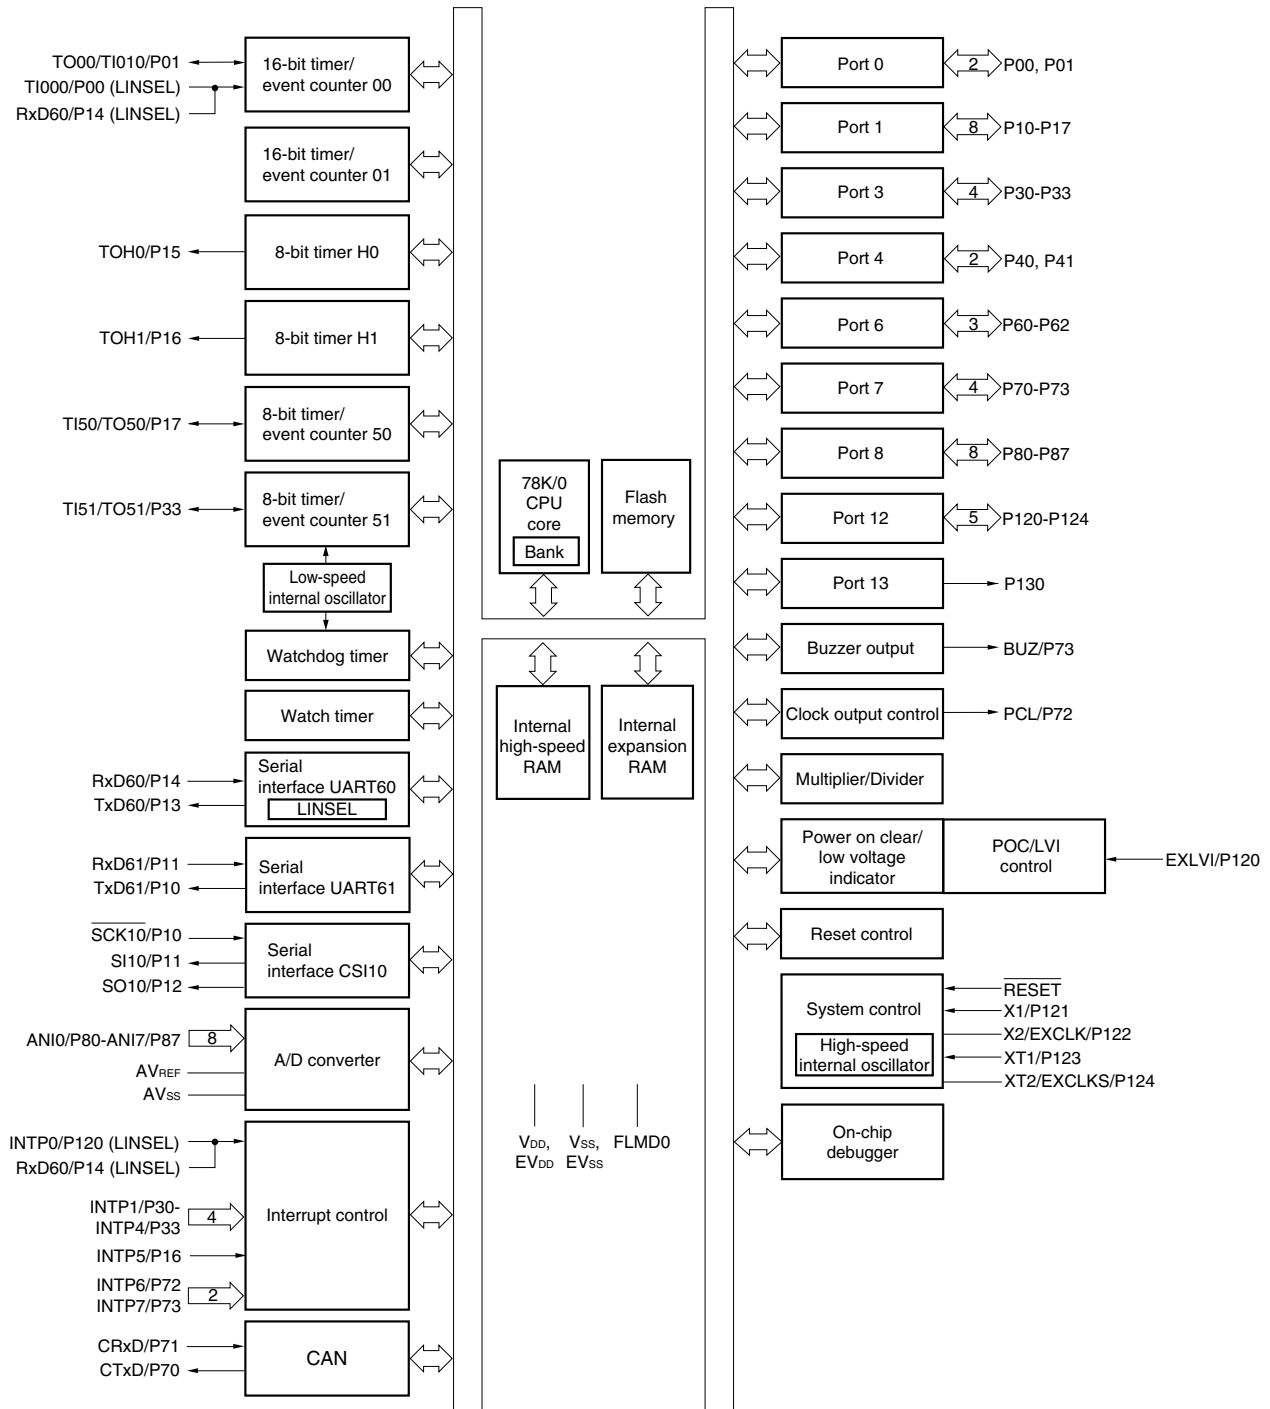 TO00/TI010/P01
TI000/P00 (LINSEL)
RxD60/P14 (LINSEL)
16-bit timer/
event counter 00
16-bit timer/
event counter 01
TOH0/P15
8-bit timer H0
TOH1/P16
8-bit timer H1
TI50/TO50/P17
8-bit timer/
event counter 50
TI51/TO51/P33
8-bit timer/
event counter 51
Low-speed
internal oscillator
Watchdog timer
Watch timer
RxD60/P14
TxD60/P13
Serial
interface UART60
LINSEL
RxD61/P11
TxD61/P10
Serial
interface UART61
SCK10/P10
SI10/P11
SO10/P12
Serial
interface CSI10
ANI0/P80-ANI7/P87
8
AVREF
AVSS
A/D converter
INTP0/P120 (LINSEL)
RxD60/P14 (LINSEL)
INTP1/P30-
INTP4/P33
4
INTP5/P16
INTP6/P72
INTP7/P73
2
Interrupt control
CRxD/P71
CTxD/P70
CAN
78K/0
CPU
core
Bank
Flash
memory
Internal
high-speed
RAM
Internal
expansion
RAM
VDD,
EVDD
VSS,
EVSS
FLMD0
Port 0
2
P00, P01
Port 1
8
P10-P17
Port 3
4
P30-P33
Port 4
2
P40, P41
Port 6
3
P60-P62
Port 7
4
P70-P73
Port 8
8
P80-P87
Port 12
5
P120-P124
Port 13
P130
Buzzer output
BUZ/P73
Clock output control
PCL/P72
Multiplier/Divider
Power on clear/
low voltage
indicator
POC/LVI
control
EXLVI/P120
Reset control
System control
High-speed
internal oscillator
RESET
X1/P121
X2/EXCLK/P122
XT1/P123
XT2/EXCLKS/P124
On-chip
debugger